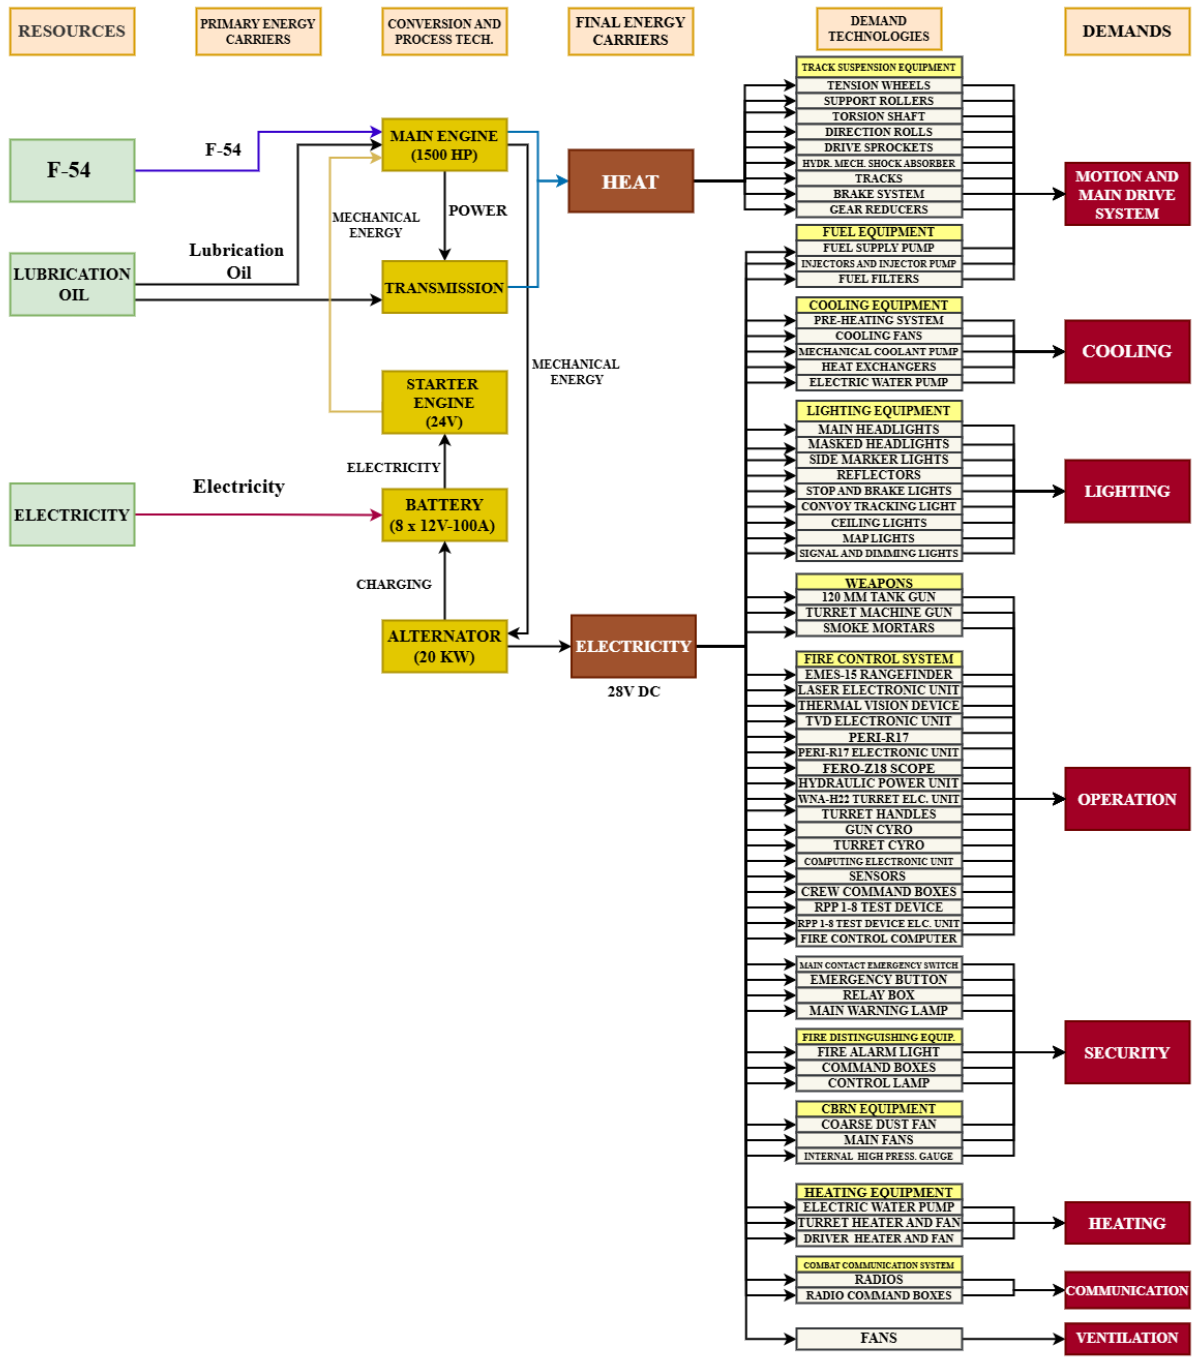 RESOURCES
PRIMARY ENERGY
CARRIERS
CONVERSION AND
PROCESS TECH.
FINAL ENERGY
CARRIERS
DEMAND
TECHNOLOGIES
DEMANDS
F-54
LUBRICATION
OIL
ELECTRICITY
F-54
Lubrication
Oil
Electricity
MAIN ENGINE
(1500 HP)
POWER
MECHANICAL
ENERGY
TRANSMISSION
MECHANICAL
ENERGY
STARTER
ENGINE
(24V)
ELECTRICITY
BATTERY
(8 x 12V-100A)
CHARGING
ALTERNATOR
(20 KW)
HEAT
ELECTRICITY
28V DC
TRACK SUSPENSION EQUIPMENT
TENSION WHEELS
SUPPORT ROLLERS
TORSION SHAFT
DIRECTION ROLLS
DRIVE SPROCKETS
HYDR. MECH. SHOCK ABSORBER
TRACKS
BRAKE SYSTEM
GEAR REDUCERS
FUEL EQUIPMENT
FUEL SUPPLY PUMP
INJECTORS AND INJECTOR PUMP
FUEL FILTERS
COOLING EQUIPMENT
PRE-HEATING SYSTEM
COOLING FANS
MECHANICAL COOLANT PUMP
HEAT EXCHANGERS
ELECTRIC WATER PUMP
LIGHTING EQUIPMENT
MAIN HEADLIGHTS
MASKED HEADLIGHTS
SIDE MARKER LIGHTS
REFLECTORS
STOP AND BRAKE LIGHTS
CONVOY TRACKING LIGHT
CEILING LIGHTS
MAP LIGHTS
SIGNAL AND DIMMING LIGHTS
WEAPONS
120 MM TANK GUN
TURRET MACHINE GUN
SMOKE MORTARS
FIRE CONTROL SYSTEM
EMES-15 RANGEFINDER
LASER ELECTRONIC UNIT
THERMAL VISION DEVICE
TVD ELECTRONIC UNIT
PERI-R17
PERI-R17 ELECTRONIC UNIT
FERO-Z18 SCOPE
HYDRAULIC POWER UNIT
WNA-H22 TURRET ELC. UNIT
TURRET HANDLES
GUN CYRO
TURRET CYRO
COMPUTING ELECTRONIC UNIT
SENSORS
CREW COMMAND BOXES
RPP 1-8 TEST DEVICE
RPP 1-8 TEST DEVICE ELC. UNIT
FIRE CONTROL COMPUTER
MAIN CONTACT EMERGENCY SWITCH
EMERGENCY BUTTON
RELAY BOX
MAIN WARNING LAMP
FIRE DISTINGUISHING EQUIP.
FIRE ALARM LIGHT
COMMAND BOXES
CONTROL LAMP
CBRN EQUIPMENT
COARSE DUST FAN
MAIN FANS
INTERNAL HIGH PRESS. GAUGE
HEATING EQUIPMENT
ELECTRIC WATER PUMP
TURRET HEATER AND FAN
DRIVER HEATER AND FAN
COMBAT COMMUNICATION SYSTEM
RADIOS
RADIO COMMAND BOXES
FANS
MOTION AND
MAIN DRIVE
SYSTEM
COOLING
LIGHTING
OPERATION
SECURITY
HEATING
COMMUNICATION
VENTILATION